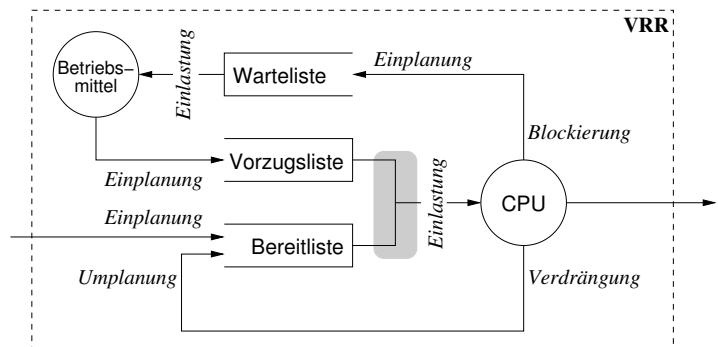 VRR
Betriebs–
mittel
Einlastung
Warteliste
Einplanung
Blockierung
Vorzugsliste
Einplanung
Einplanung
Einlastung
CPU
Bereitliste
Umplanung
Verdrängung